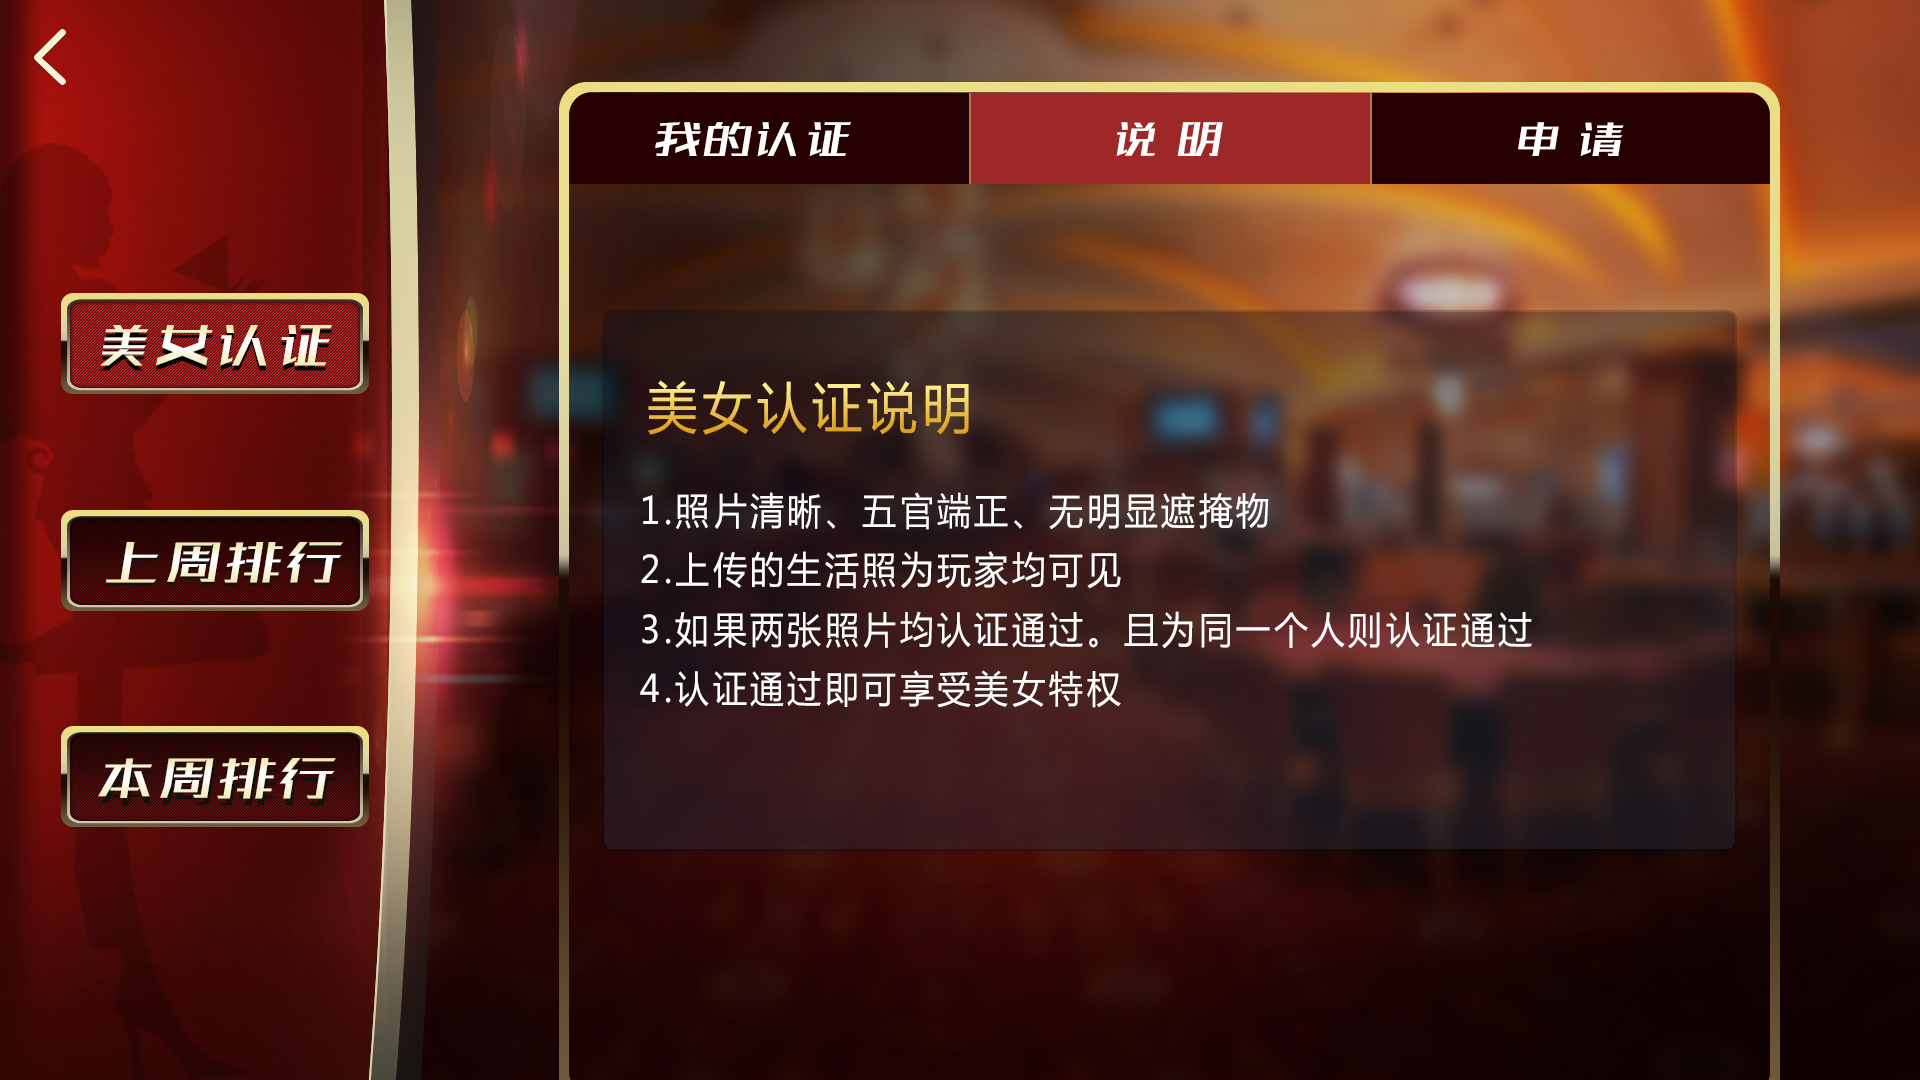 我的认证
说 明
申 请
美女认证
上周排行
本周排行
美女认证说明
1.照片清晰、五官端正、无明显遮掩物
2.上传的生活照为玩家均可见
3.如果两张照片均认证通过。且为同一个人则认证通过
4.认证通过即可享受美女特权